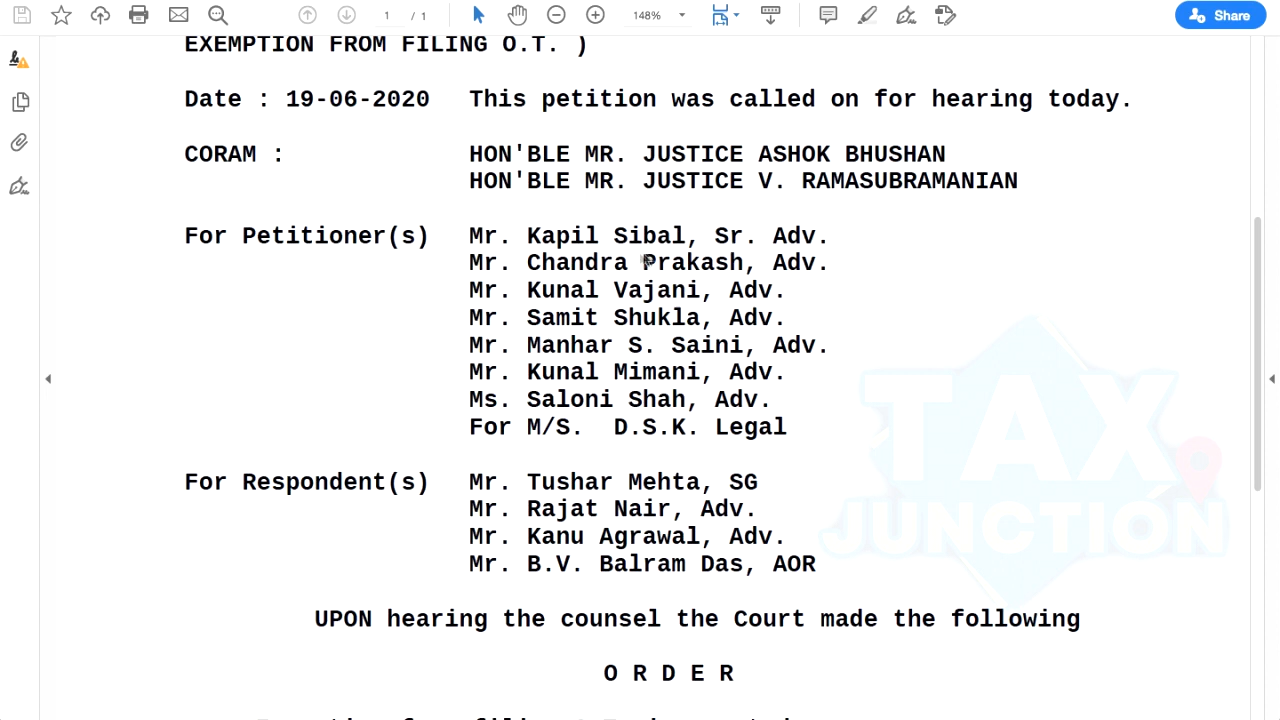 1 / 1
148%
Share
EXEMPTION FROM FILING O.T. )
Date : 19-06-2020 This petition was called on for hearing today.
CORAM : HON'BLE MR. JUSTICE ASHOK BHUSHAN
HON'BLE MR. JUSTICE V. RAMASUBRAMANIAN
For Petitioner(s) Mr. Kapil Sibal, Sr. Adv.
Mr. Chandra Prakash, Adv.
Mr. Kunal Vajani, Adv.
Mr. Samit Shukla, Adv.
Mr. Manhar S. Saini, Adv.
Mr. Kunal Mimani, Adv.
Ms. Saloni Shah, Adv.
For M/S. D.S.K. Legal
For Respondent(s) Mr. Tushar Mehta, SG
Mr. Rajat Nair, Adv.
Mr. Kanu Agrawal, Adv.
Mr. B.V. Balram Das, AOR
TAX
JUNCTION
UPON hearing the counsel the Court made the following
O R D E R